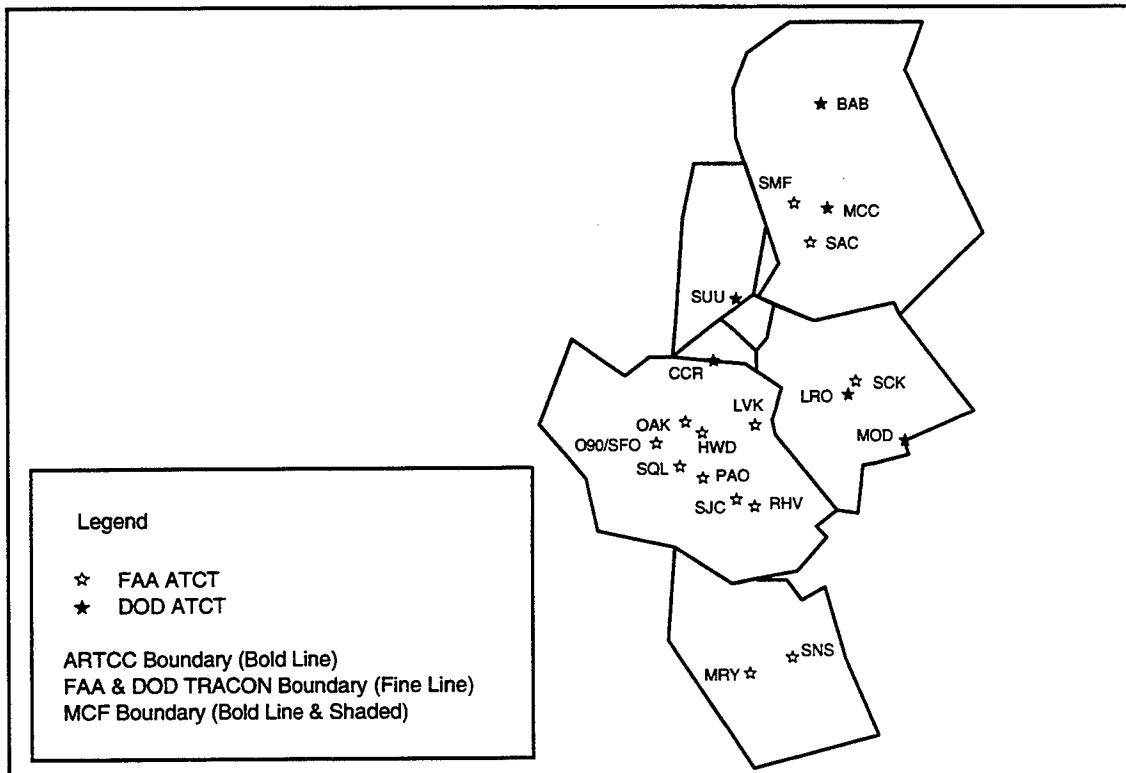 BAB
SMF
MCC
SAC
SUU
CCR
SCK
LRO
LVK
OAK
MOD
O90/SFO
HWD
SQL
PAO
SJC
RHV
Legend
FAA ATCT
DOD ATCT
ARTCC Boundary (Bold Line)
FAA & DOD TRACON Boundary (Fine Line)
MCF Boundary (Bold Line & Shaded)
SNS
MRY